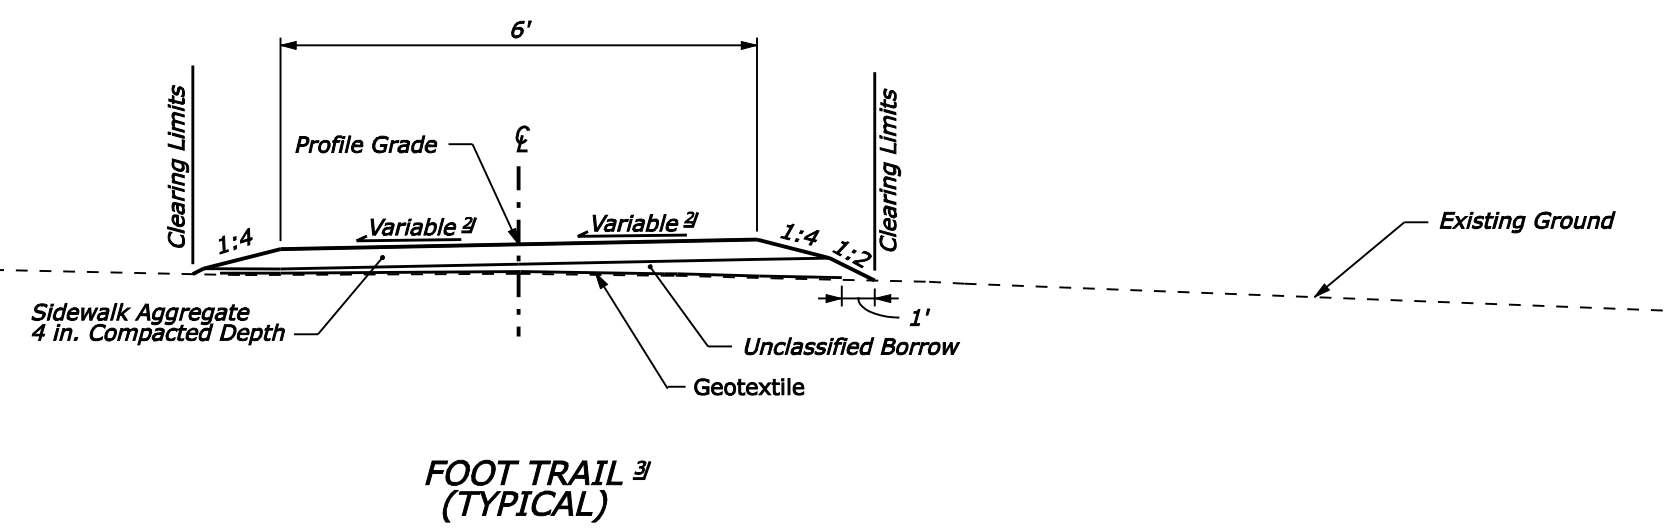 6'
Clearing Limits
℄
Profile Grade
Clearing Limits
Variable 2/
Variable 2/
1:4
1:4
1:2
Existing Ground
Sidewalk Aggregate
4 in. Compacted Depth
1'
Unclassified Borrow
Geotextile
FOOT TRAIL 3/
(TYPICAL)